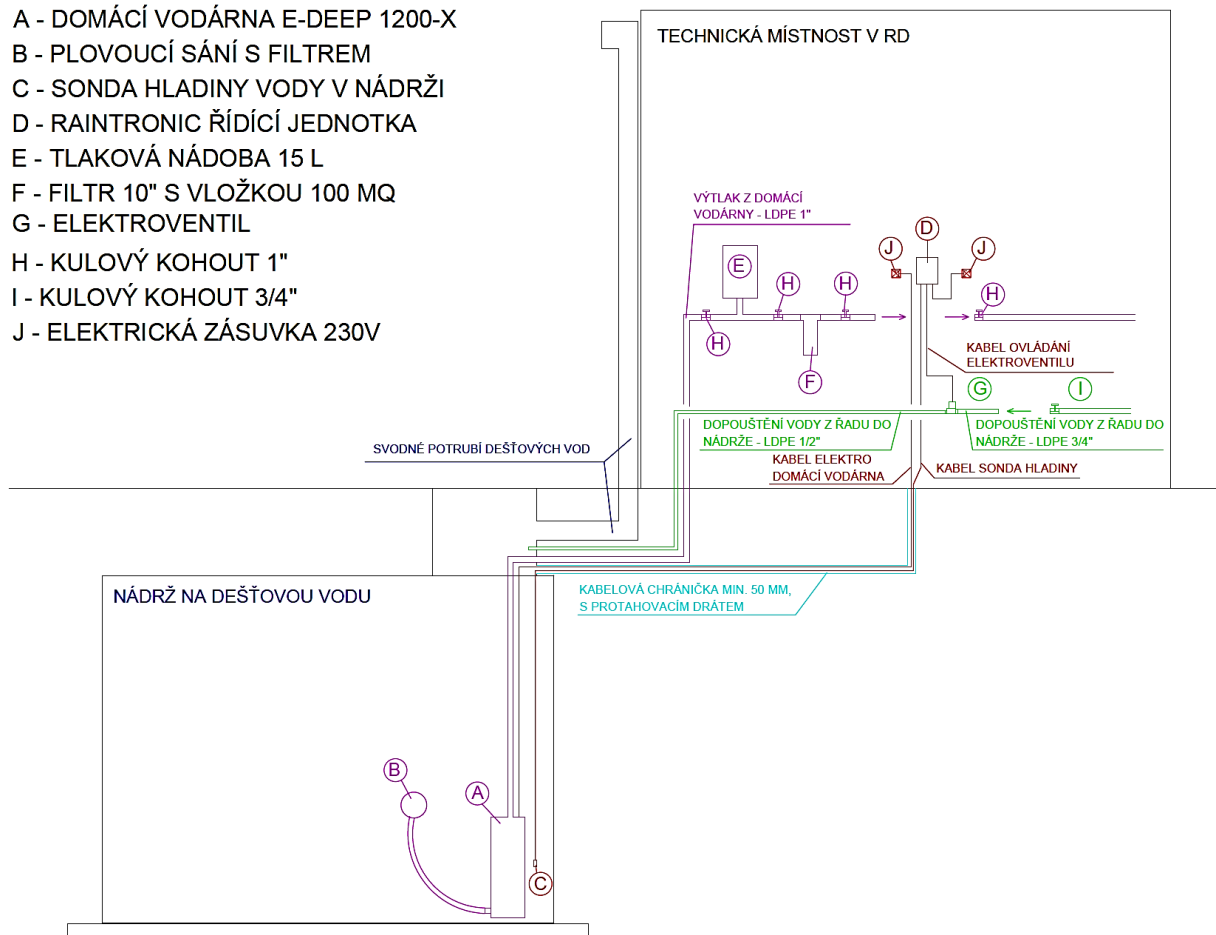 A - DOMÁCÍ VODÁRNA E-DEEP 1200-X
B - PLOVOUCÍ SÁNÍ S FILTREM
C - SONDA HLADINY VODY V NÁDRŽI
D - RAINTRONIC ŘÍDÍCÍ JEDNOTKA
E - TLAKOVÁ NÁDOBA 15 L
F - FILTR 10" S VLOŽKOU 100 MQ
G - ELEKTROVENTIL
H - KULOVÝ KOHOUT 1"
I - KULOVÝ KOHOUT 3/4"
J - ELEKTRICKÁ ZÁSUVKA 230V
TECHNICKÁ MÍSTNOST V RD
VÝTLAK Z DOMÁCÍ
VODÁRNY - LDPE 1"
D
J
J
E
H
H
H
H
KABEL OVLÁDÁNÍ
ELEKTROVENTILU
F
G
I
DOPOUŠTĚNÍ VODY Z ŘADU DO
NÁDRŽE - LDPE 1/2"
DOPOUŠTĚNÍ VODY Z ŘADU DO
NÁDRŽE - LDPE 3/4"
SVODNÉ POTRUBÍ DEŠŤOVÝCH VOD
KABEL ELEKTRO
DOMÁCÍ VODÁRNA
KABEL SONDA HLADINY
NÁDRŽ NA DEŠŤOVOU VODU
KABELOVÁ CHRÁNIČKA MIN. 50 MM,
S PROTAHOVACÍM DRÁTEM
B
A
C